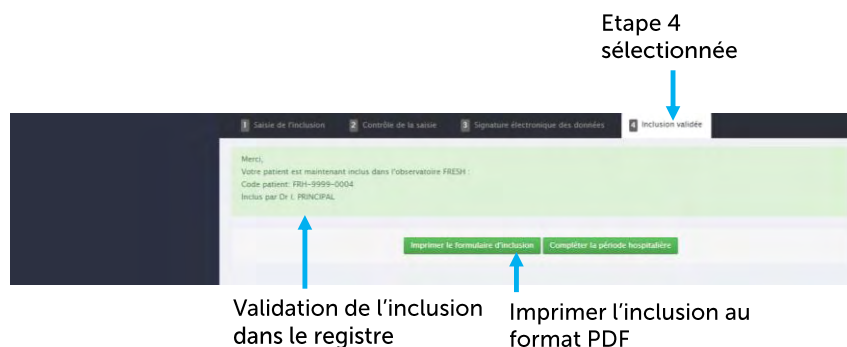 Etape 4
sélectionnée
1 Saisie de l'inclusion 2 Contrôle de la saisie 3 Signature électronique des données 4 Inclusion validée
Merci,
Votre patient est maintenant inclus dans l'observatoire FRESH :
Code patient: FRH-9999-0004
Inclus par Dr I. PRINCIPAL
Imprimer le formulaire d'inclusion Compléter la période hospitalière
Validation de l'inclusion
dans le registre
Imprimer l'inclusion au
format PDF